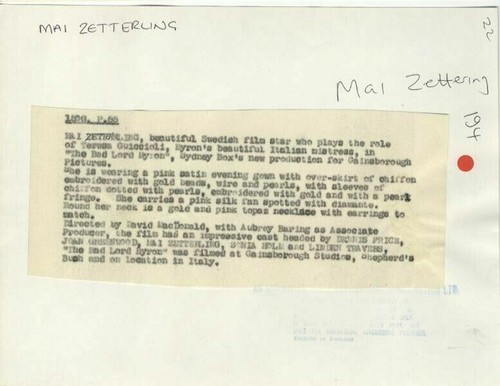 MAI ZETTERLING
22
Mai Zettering
194
MAI ZETTERLING, beautiful Swedish film star who plays the role
of Teresa Guiccioli, Byron's beautiful Italian mistress, in
"The Bad Lord Byron", Sydney Box's new production for Gainsborough
Pictures.
She is wearing a pink satin evening gown with over-skirt of chiffon
embroidered with gold beads, wire and pearls, with sleeves of
chiffon dotted with pearls, embroidered with gold and with a pearl
fringe. She carries a pink silk fan spotted with diamante.
Round her neck is a gold and pink topaz necklace with earrings to
match.
Directed by David MacDonald, with Aubrey Baring as Associate
Producer, the film has an impressive cast headed by DENNIS PRICE,
JOAN GREENWOOD, MAI ZETTERLING, SONIA HOLM and LINDEN TRAVERS.
"The Bad Lord Byron" was filmed at Gainsborough Studios, Shepherd's
Bush and on location in Italy.